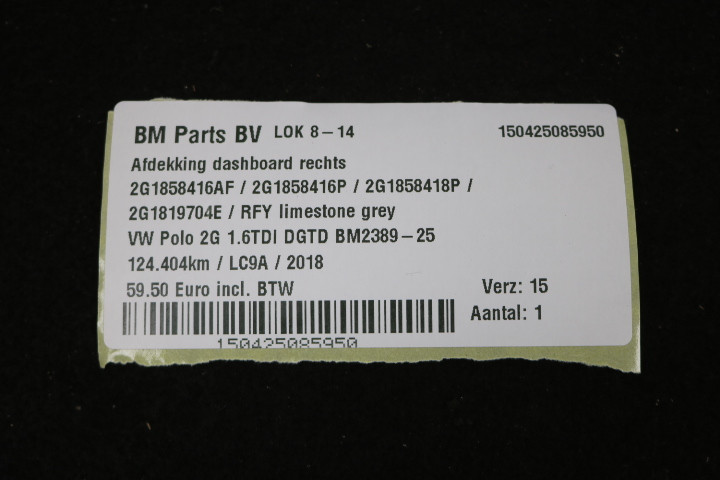 BM Parts BV LOK 8-14 150425085950
Afdekking dashboard rechts
2G1858416AF / 2G1858416P / 2G1858418P /
2G1819704E / RFY limestone grey
VW Polo 2G 1.6TDI DGTD BM2389-25
124.404km / LC9A / 2018
59.50 Euro incl. BTW Verz: 15
Aantal: 1
150425085950